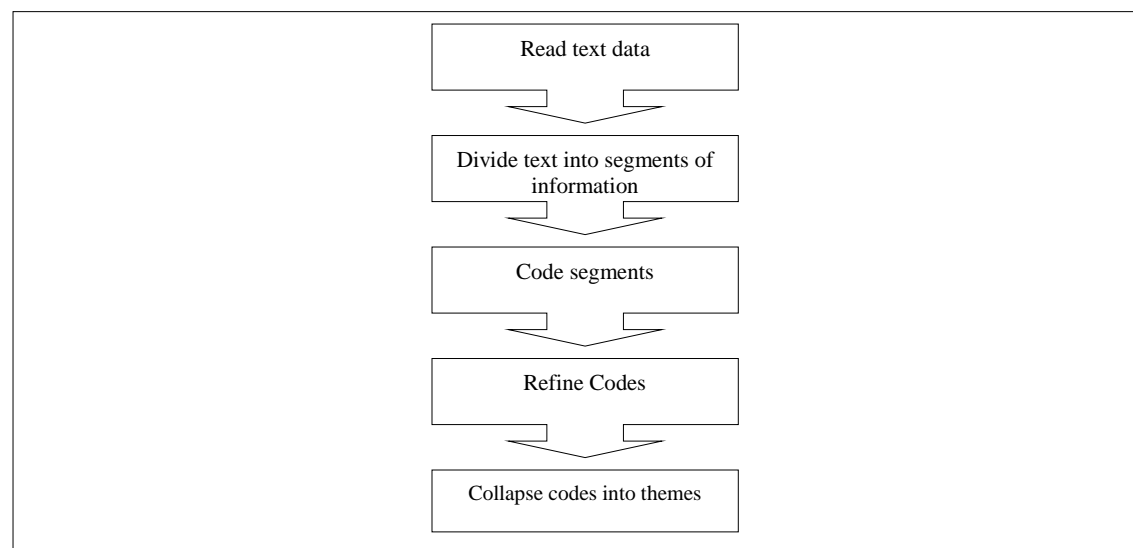 Read text data
Divide text into segments of
information
Code segments
Refine Codes
Collapse codes into themes